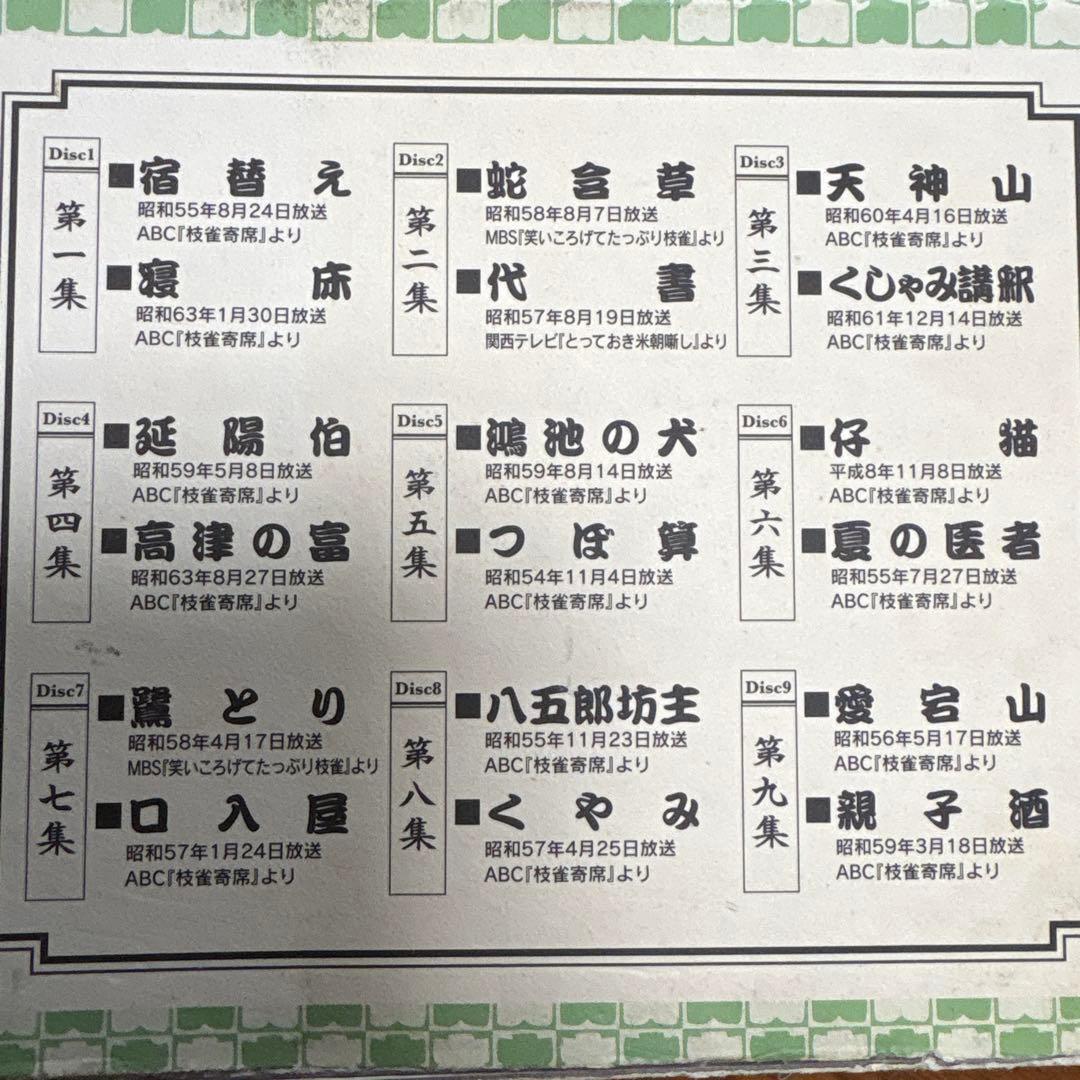 Disc1
第一集
■宿替え
昭和55年8月24日放送
ABC『枝雀寄席』より
■寝床
昭和63年1月30日放送
ABC『枝雀寄席』より
Disc2
第二集
■蛇含草
昭和58年8月7日放送
MBS『笑いころげてたっぷり枝雀』より
■代書
昭和57年8月19日放送
関西テレビ『とっておき米朝噺し』より
Disc3
第三集
■天神山
昭和60年4月16日放送
ABC『枝雀寄席』より
■くしゃみ講釈
昭和61年12月14日放送
ABC『枝雀寄席』より
Disc4
第四集
■延陽伯
昭和59年5月8日放送
ABC『枝雀寄席』より
■高津の富
昭和63年8月27日放送
ABC『枝雀寄席』より
Disc5
第五集
■鴻池の犬
昭和59年8月14日放送
ABC『枝雀寄席』より
■つぼ算
昭和54年11月4日放送
ABC『枝雀寄席』より
Disc6
第六集
■仔猫
平成8年11月8日放送
ABC『枝雀寄席』より
■夏の医者
昭和55年7月27日放送
ABC『枝雀寄席』より
Disc7
第七集
■鷺とり
昭和58年4月17日放送
MBS『笑いころげてたっぷり枝雀』より
■口入屋
昭和57年1月24日放送
ABC『枝雀寄席』より
Disc8
第八集
■八五郎坊主
昭和55年11月23日放送
ABC『枝雀寄席』より
■くやみ
昭和57年4月25日放送
ABC『枝雀寄席』より
Disc9
第九集
■愛宕山
昭和56年5月17日放送
ABC『枝雀寄席』より
■親子酒
昭和59年3月18日放送
ABC『枝雀寄席』より